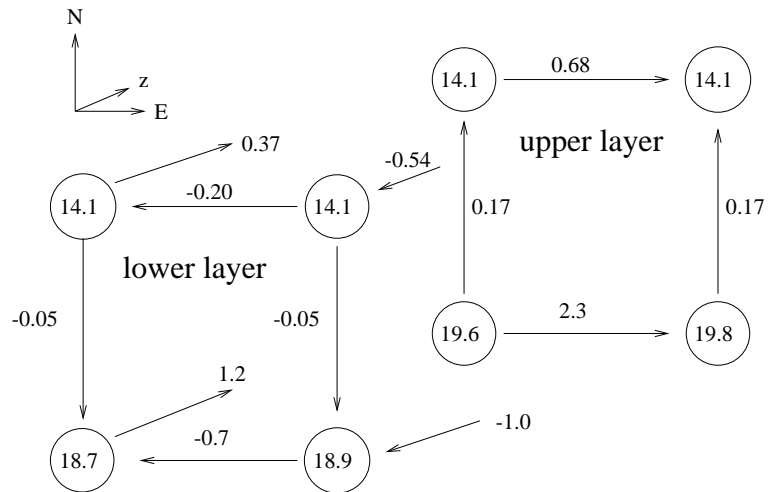 N
z
E
14.1 0.68 14.1
upper layer
0.37
-0.54
14.1 -0.20 14.1
0.17 0.17
lower layer
-0.05 -0.05
19.6 2.3 19.8
1.2
-1.0
18.7 -0.7 18.9